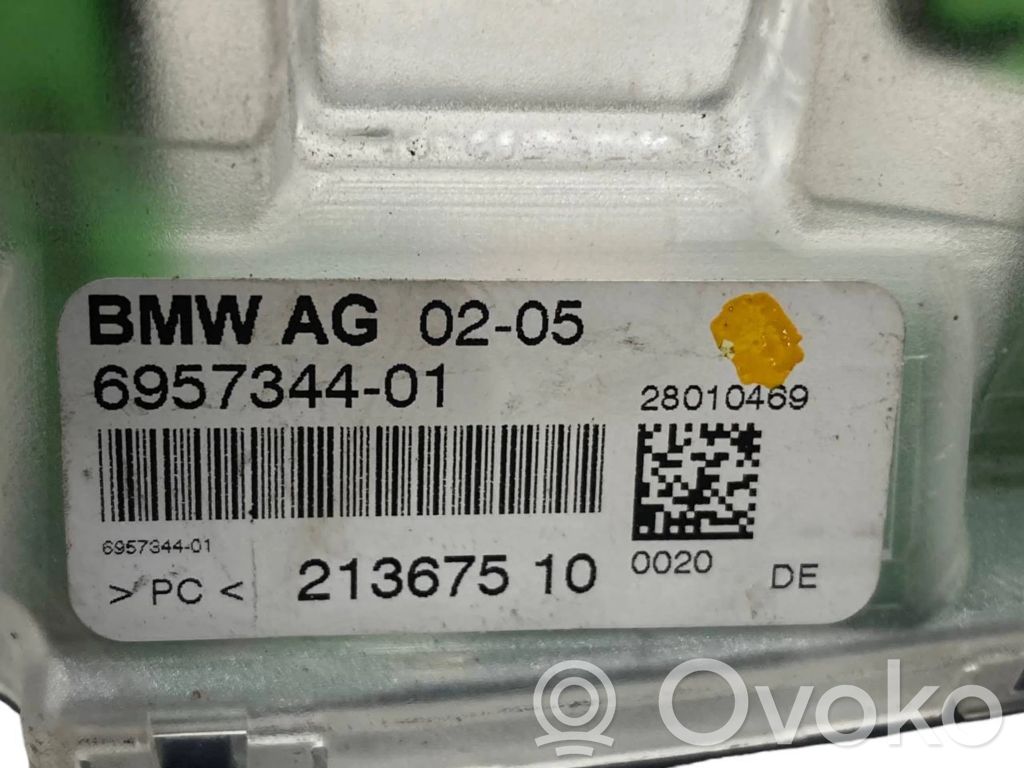 BMW AG 02-05
6957344-01
28010469
6957344-01
> PC <
213675 10
0020
DE
Ovoko